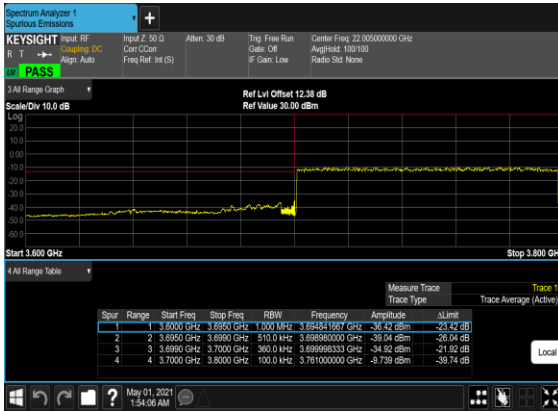 Spectrum Analyzer 1
Spurious Emissions
+
KEYSIGHT Input: RF Input Z: 50 Ω Atten: 30 dB Trig: Free Run Center Freq: 22.005000000 GHz
R T Coupling: DC Corr CCorr Gate: Off Avg|Hold: 100/100
Align: Auto Freq Ref: Int (S) IF Gain: Low Radio Std: None
PASS
3 All Range Graph
Ref Lvl Offset 12.38 dB
Scale/Div 10.0 dB Ref Value 30.00 dBm
Log
20.0
10.0
0.00
-10.0
-20.0
-30.0
-40.0
-50.0
-60.0
Start 3.600 GHz Stop 3.800 GH
4 All Range Table
Measure Trace Trace 1
Trace Type Trace Average (Active)
Spur Range Start Freq Stop Freq RBW Frequency Amplitude ΔLimit
1 1 3.6000 GHz 3.6950 GHz 1.000 MHz 3.694841667 GHz -36.42 dBm -23.42 dB
2 2 3.6950 GHz 3.6990 GHz 510.0 kHz 3.698980000 GHz -39.04 dBm -26.04 dB
3 3 3.6990 GHz 3.7000 GHz 360.0 kHz 3.699998333 GHz -34.92 dBm -21.92 dB
4 4 3.7000 GHz 3.8000 GHz 100.0 kHz 3.761000000 GHz -9.739 dBm -39.74 dB
Local
May 01, 2021
1:54:06 AM